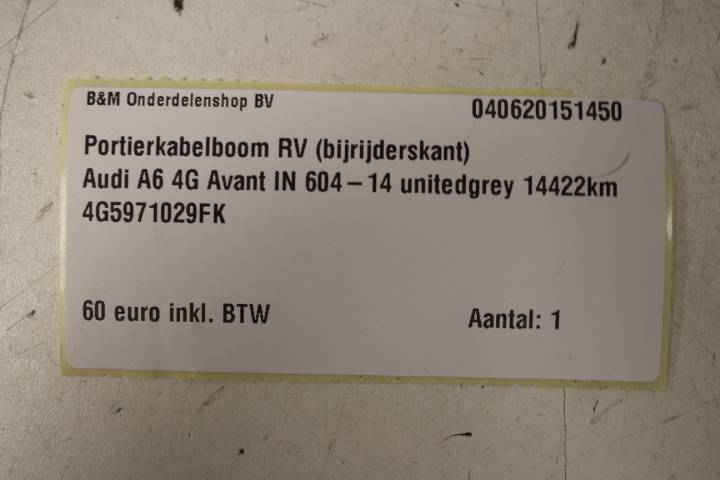 B&M Onderdelenshop BV 040620151450
Portierkabelboom RV (bijrijderskant)
Audi A6 4G Avant IN 604 – 14 unitedgrey 14422km
4G5971029FK
60 euro inkl. BTW Aantal: 1